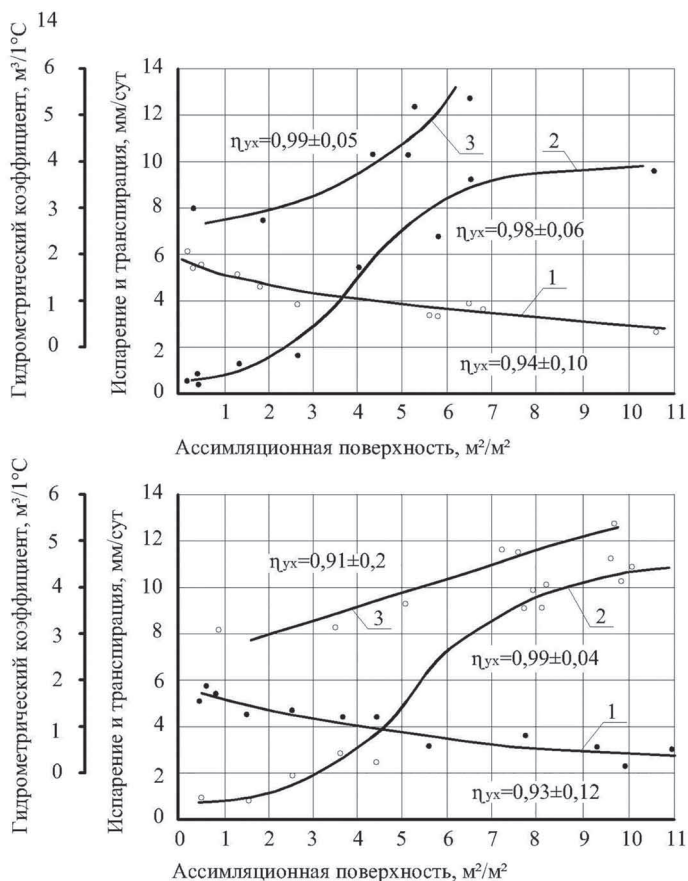 14
Гидрометрический коэффициент, м³/1°С
6
5
4
3
2
1
0
Испарение и транспирация, мм/сут
14
12
10
8
6
4
2
0
ηух=0,99±0,05
3
2
ηух=0,98±0,06
1
ηух=0,94±0,10
1 2 3 4 5 6 7 8 9 10 11
Ассимляционная поверхность, м²/м²
Гидрометрический коэффициент, м³/1°С
6
5
4
3
2
1
0
Испарение и транспирация, мм/сут
14
12
10
8
6
4
2
0
ηух=0,91±0,2
3
2
ηух=0,99±0,04
1
ηух=0,93±0,12
0 1 2 3 4 5 6 7 8 9 10 11
Ассимляционная поверхность, м²/м²